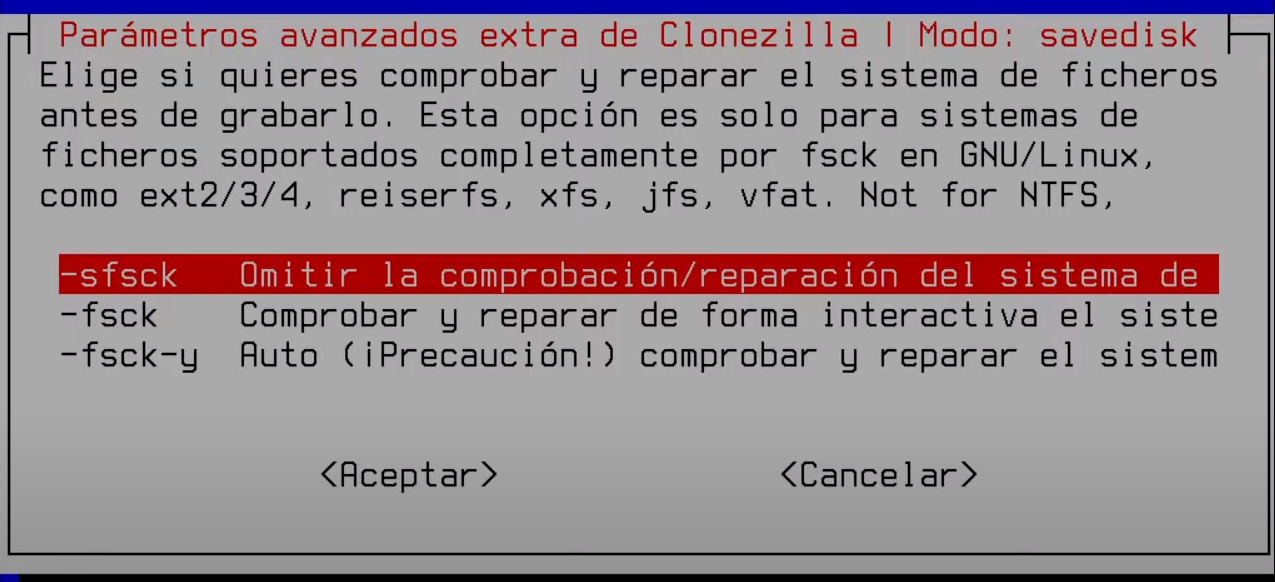 Parámetros avanzados extra de Clonezilla | Modo: savedisk
Elige si quieres comprobar y reparar el sistema de ficheros
antes de grabarlo. Esta opción es solo para sistemas de
ficheros soportados completamente por fsck en GNU/Linux,
como ext2/3/4, reiserfs, xfs, jfs, vfat. Not for NTFS,
-sfsck Omitir la comprobación/reparación del sistema de
-fsck Comprobar y reparar de forma interactiva el siste
-fsck-y Auto (¡Precaución!) comprobar y reparar el sistem
<Aceptar> <Cancelar>